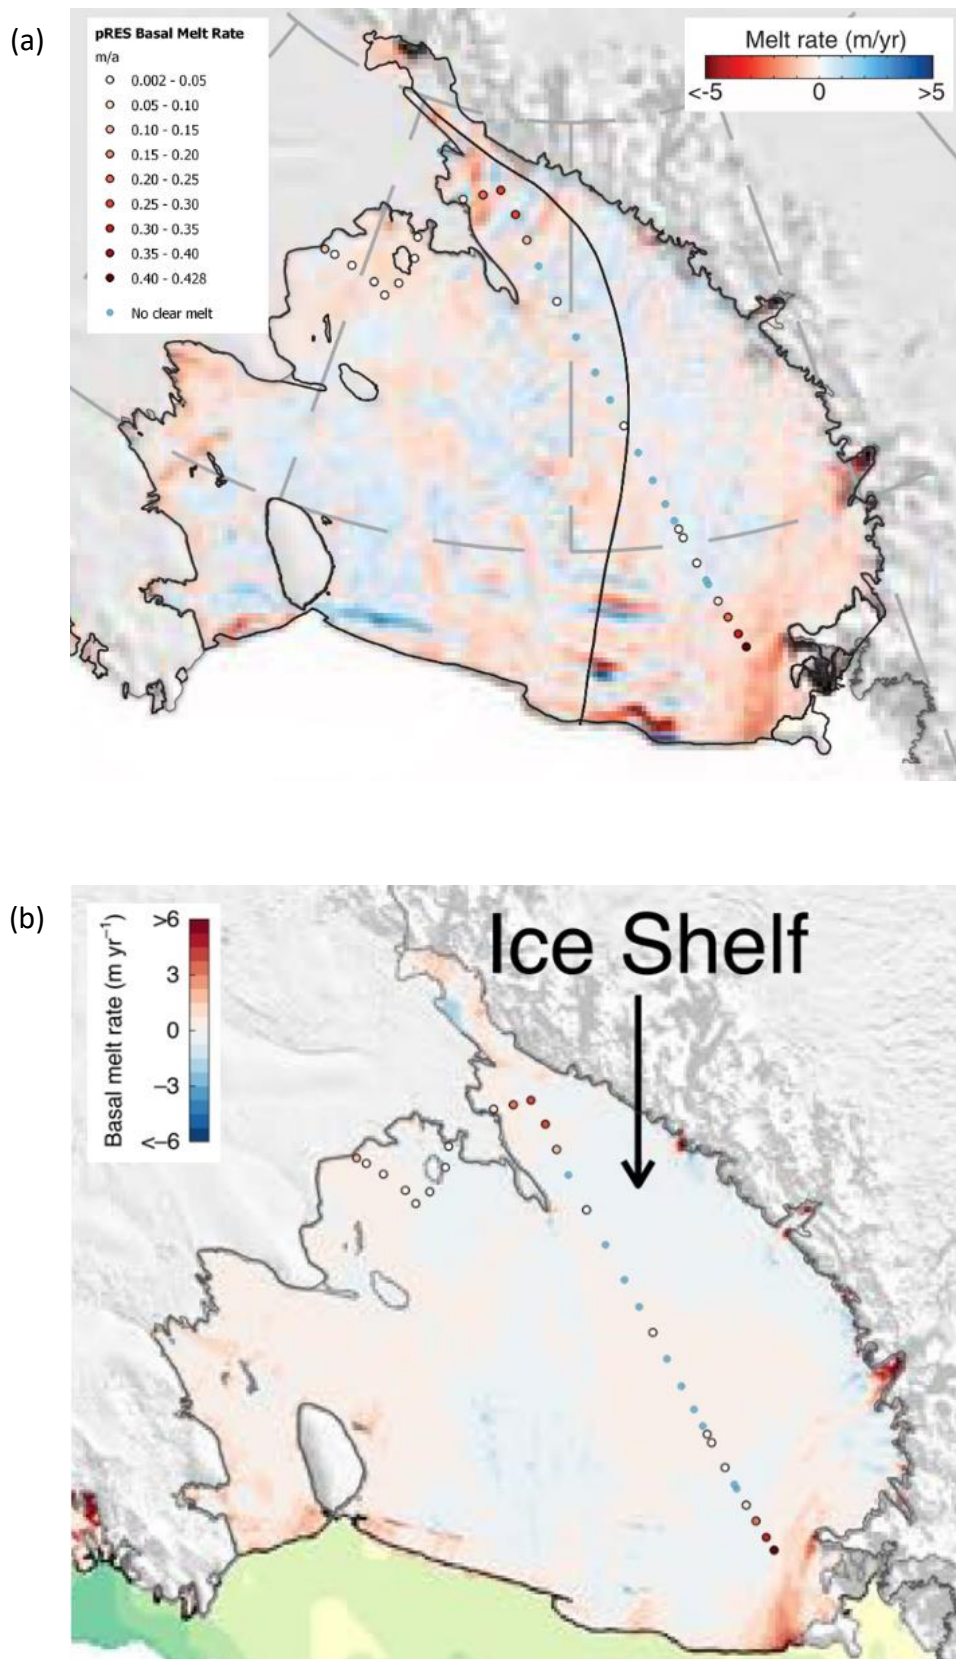 (a)
pRES Basal Melt Rate
m/a
0.002 - 0.05
0.05 - 0.10
0.10 - 0.15
0.15 - 0.20
0.20 - 0.25
0.25 - 0.30
0.30 - 0.35
0.35 - 0.40
0.40 - 0.428
No clear melt
Melt rate (m/yr)
<-5 0 >5
(b)
Basal melt rate (m yr⁻¹)
>6
3
0
−3
<−6
Ice Shelf